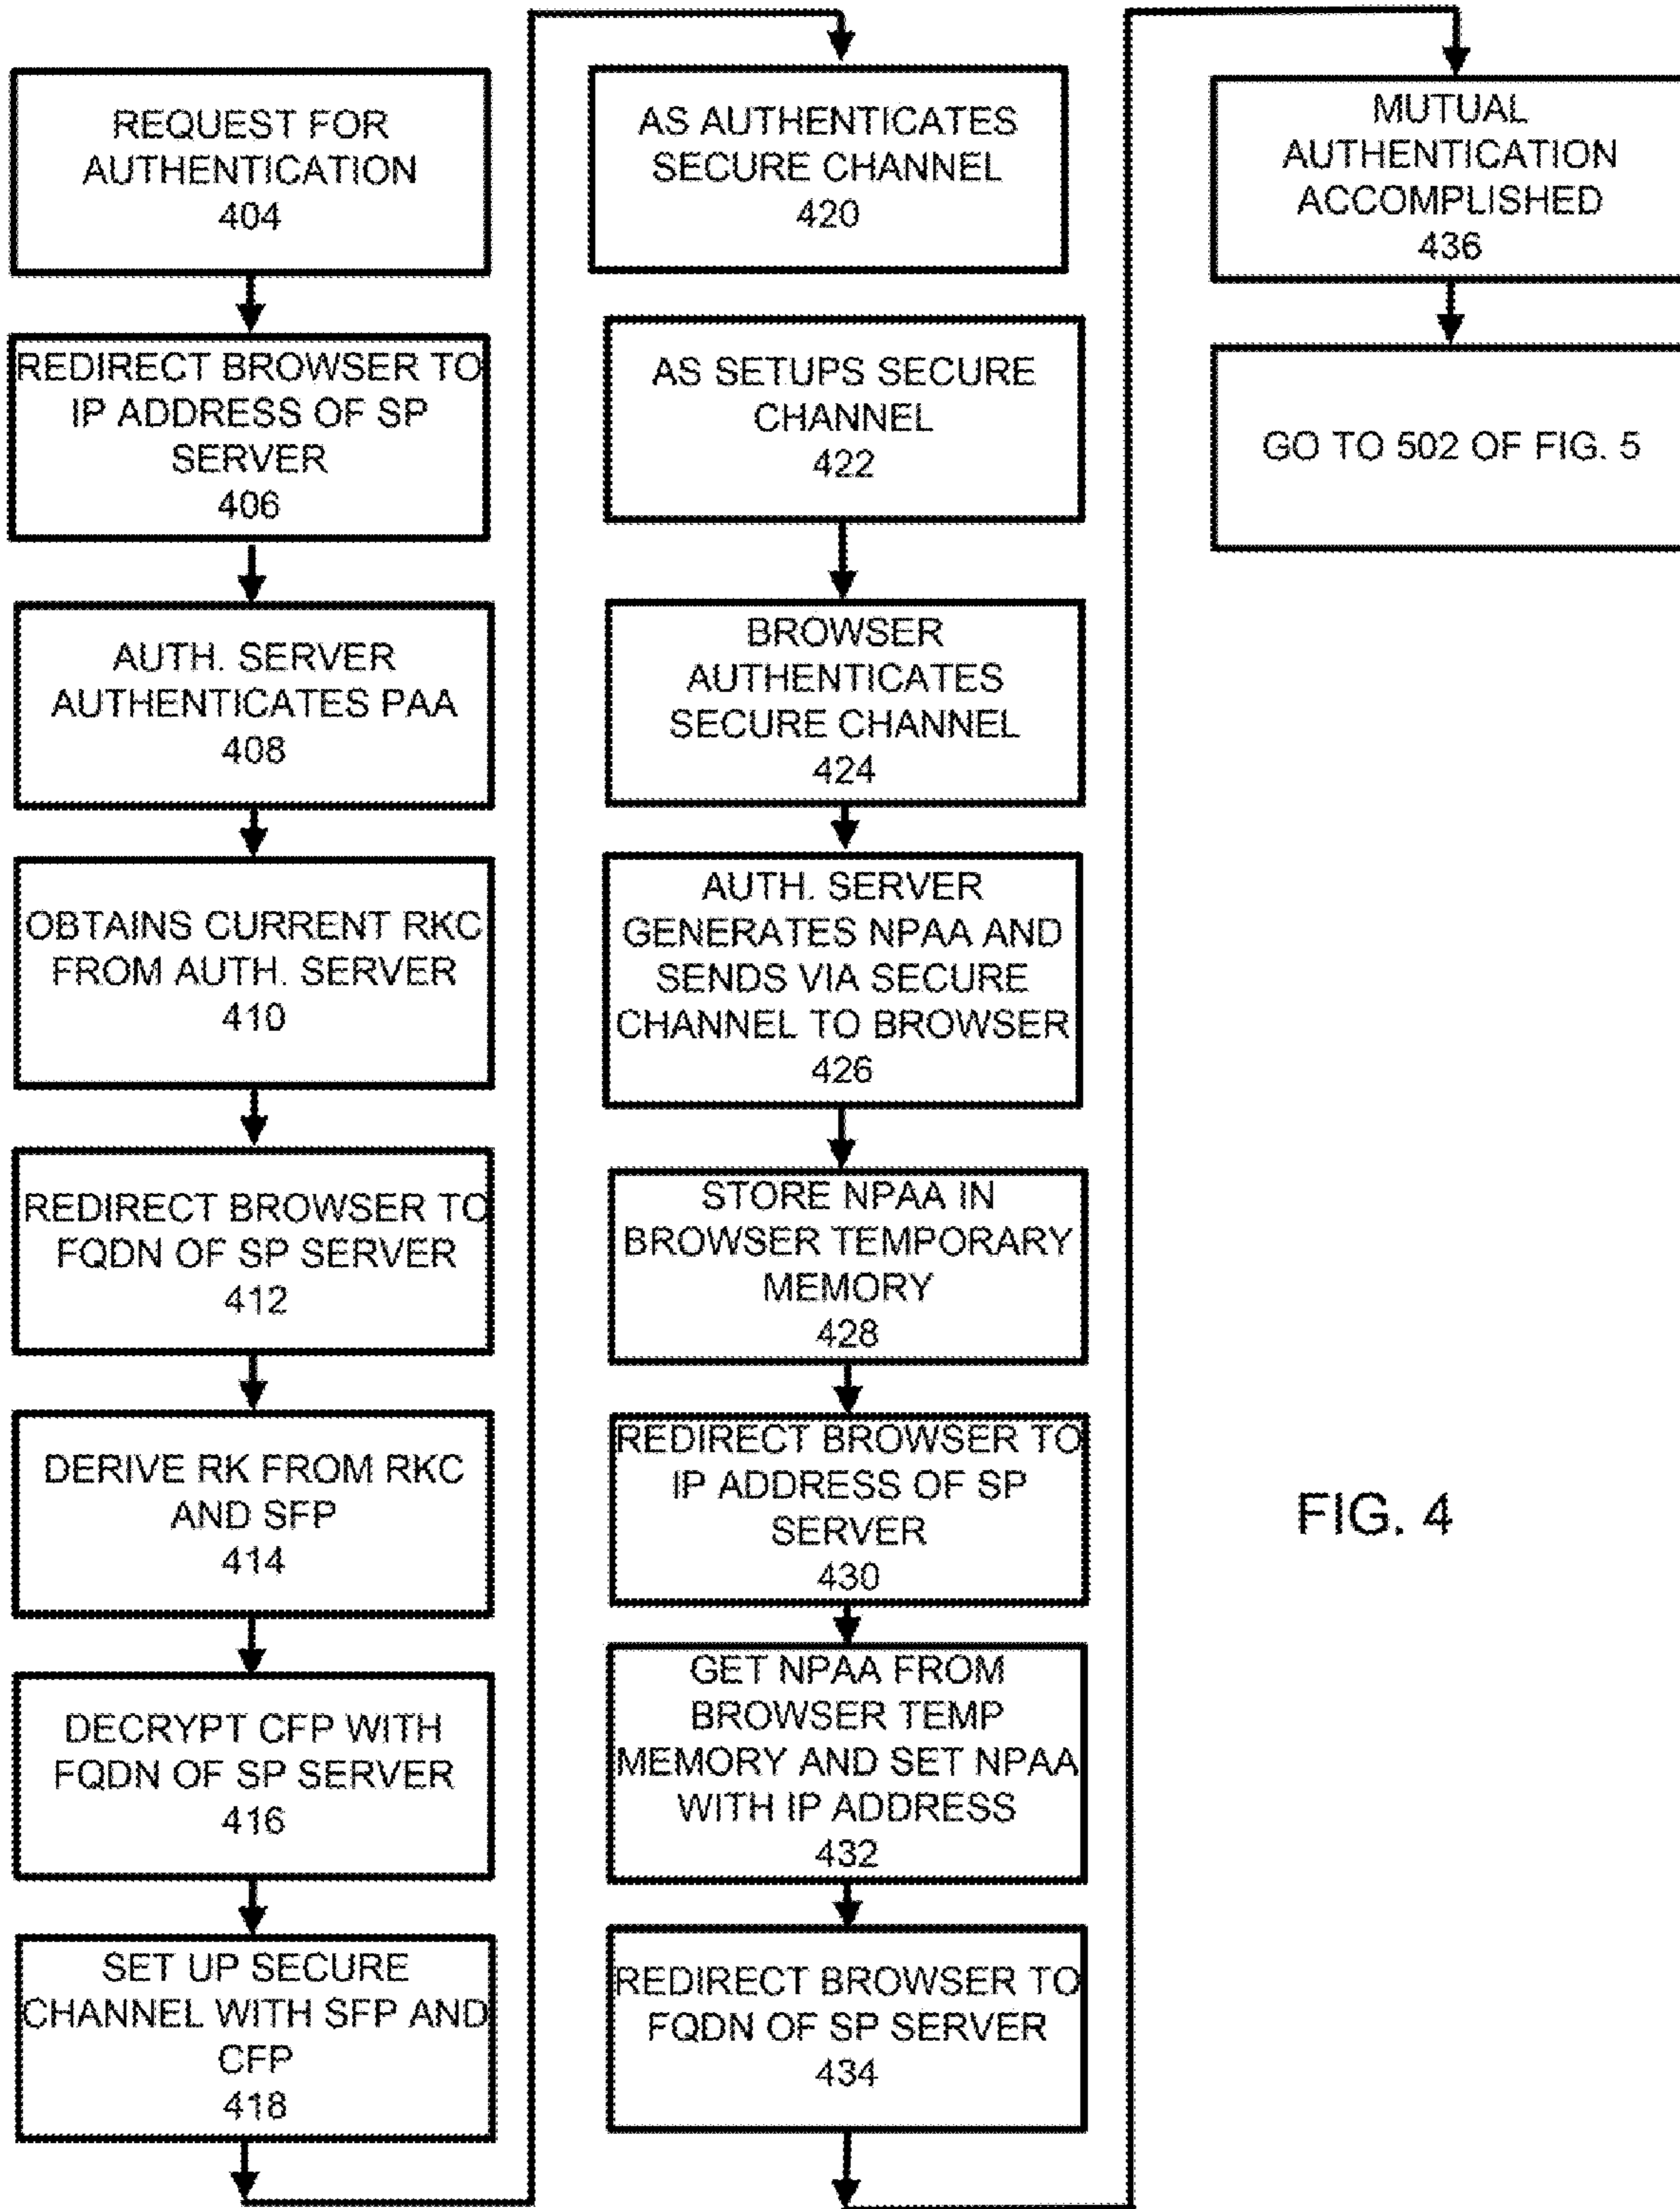 REQUEST FOR
AUTHENTICATION
404
REDIRECT BROWSER TO
IP ADDRESS OF SP
SERVER
406
AUTH. SERVER
AUTHENTICATES PAA
408
OBTAINS CURRENT RKC
FROM AUTH. SERVER
410
REDIRECT BROWSER TO
FQDN OF SP SERVER
412
DERIVE RK FROM RKC
AND SFP
414
DECRYPT CFP WITH
FQDN OF SP SERVER
416
SET UP SECURE
CHANNEL WITH SFP AND
CFP
418
AS AUTHENTICATES
SECURE CHANNEL
420
AS SETUPS SECURE
CHANNEL
422
BROWSER
AUTHENTICATES
SECURE CHANNEL
424
AUTH. SERVER
GENERATES NPAA AND
SENDS VIA SECURE
CHANNEL TO BROWSER
426
STORE NPAA IN
BROWSER TEMPORARY
MEMORY
428
REDIRECT BROWSER TO
IP ADDRESS OF SP
SERVER
430
GET NPAA FROM
BROWSER TEMP
MEMORY AND SET NPAA
WITH IP ADDRESS
432
REDIRECT BROWSER TO
FQDN OF SP SERVER
434
MUTUAL
AUTHENTICATION
ACCOMPLISHED
436
GO TO 502 OF FIG. 5
FIG. 4